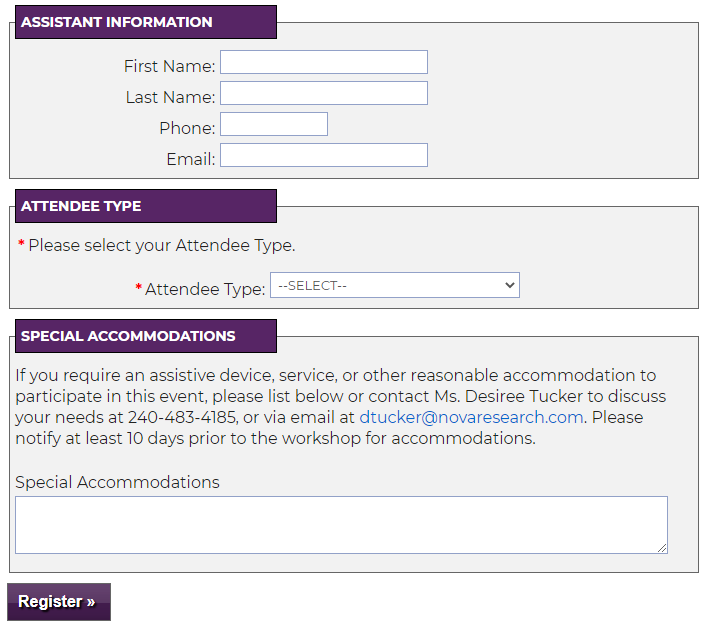 ASSISTANT INFORMATION
First Name:
Last Name:
Phone:
Email:
ATTENDEE TYPE
* Please select your Attendee Type.
* Attendee Type: --SELECT--
SPECIAL ACCOMMODATIONS
If you require an assistive device, service, or other reasonable accommodation to
participate in this event, please list below or contact Ms. Desiree Tucker to discuss
your needs at 240-483-4185, or via email at dtucker@novaresearch.com. Please
notify at least 10 days prior to the workshop for accommodations.
Special Accommodations
Register »